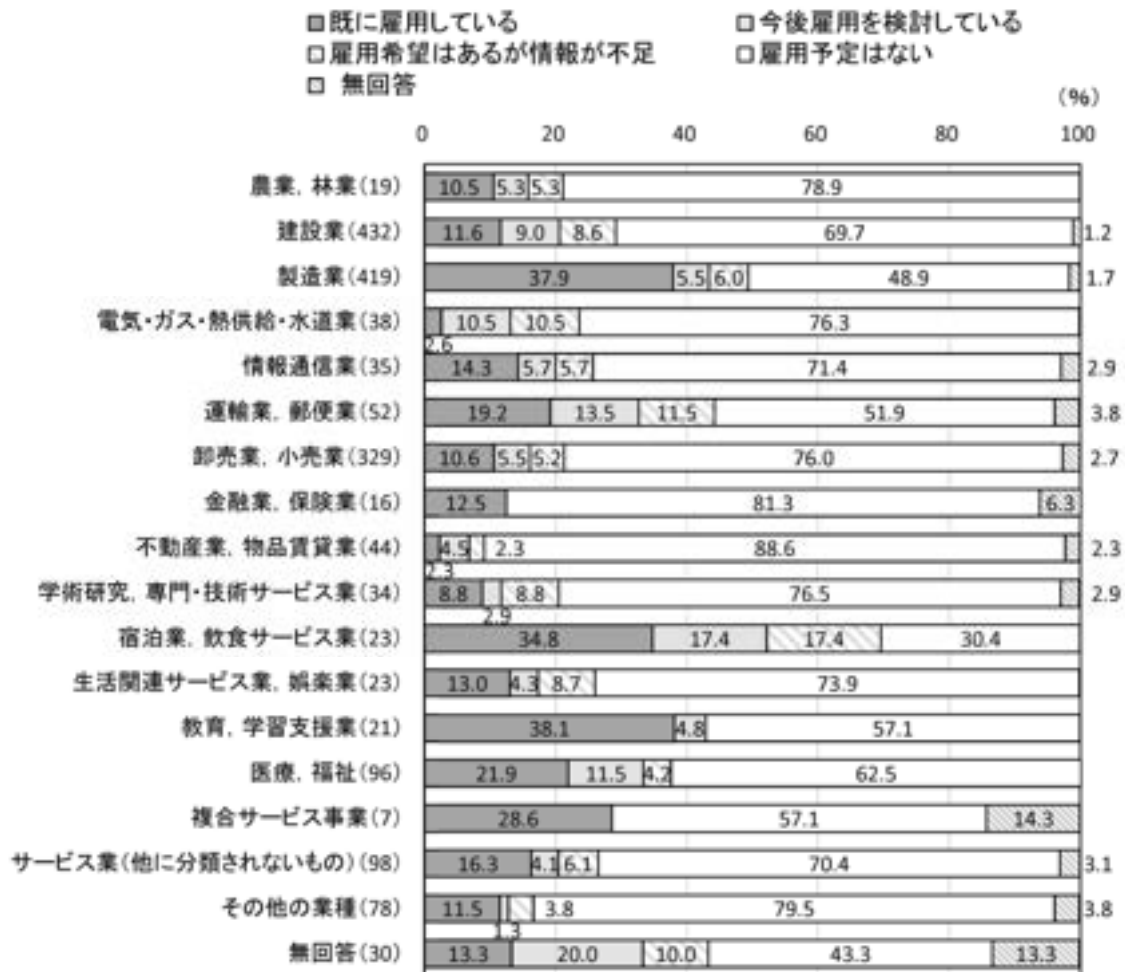 ■既に雇用している □今後雇用を検討している
□雇用希望はあるが情報が不足 □雇用予定はない
□ 無回答
(%)
0 20 40 60 80 100
農業，林業(19) 10.5 5.3 5.3 78.9
建設業(432) 11.6 9.0 8.6 69.7 1.2
製造業(419) 37.9 5.5 6.0 48.9 1.7
電気・ガス・熱供給・水道業(38) 10.5 10.5 76.3
2.6
情報通信業(35) 14.3 5.7 5.7 71.4 2.9
運輸業，郵便業(52) 19.2 13.5 11.5 51.9 3.8
卸売業，小売業(329) 10.6 5.5 5.2 76.0 2.7
金融業，保険業(16) 12.5 81.3 6.3
不動産業，物品賃貸業(44) 4.5 2.3 88.6 2.3
2.3
学術研究，専門・技術サービス業(34) 8.8 8.8 76.5 2.9
2.9
宿泊業，飲食サービス業(23) 34.8 17.4 17.4 30.4
生活関連サービス業，娯楽業(23) 13.0 4.3 8.7 73.9
教育，学習支援業(21) 38.1 4.8 57.1
医療，福祉(96) 21.9 11.5 4.2 62.5
複合サービス事業(7) 28.6 57.1 14.3
サービス業(他に分類されないもの)(98) 16.3 4.1 6.1 70.4 3.1
その他の業種(78) 11.5 3.8 79.5 3.8
1.3
無回答(30) 13.3 20.0 10.0 43.3 13.3